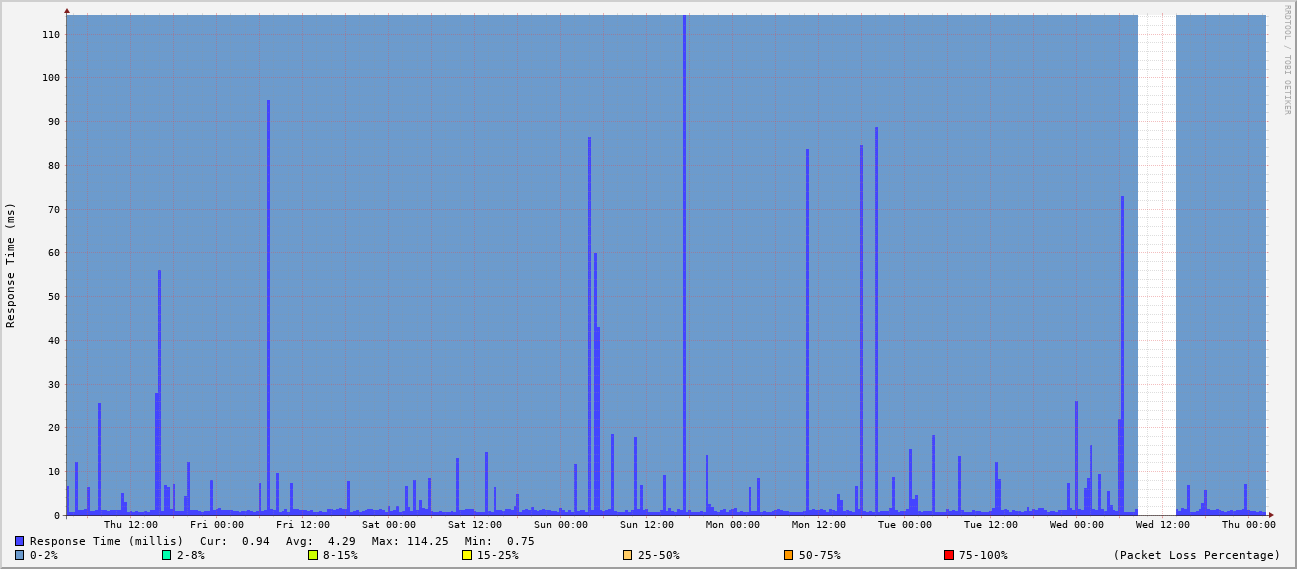 RRDTOOL / TOBI OETIKER
Response Time (ms)
110
100
90
80
70
60
50
40
30
20
10
0
Thu 12:00 Fri 00:00 Fri 12:00 Sat 00:00 Sat 12:00 Sun 00:00 Sun 12:00 Mon 00:00 Mon 12:00 Tue 00:00 Tue 12:00 Wed 00:00 Wed 12:00 Thu 00:00
Response Time (millis) Cur: 0.94 Avg: 4.29 Max: 114.25 Min: 0.75
0-2% 2-8% 8-15% 15-25% 25-50% 50-75% 75-100% (Packet Loss Percentage)